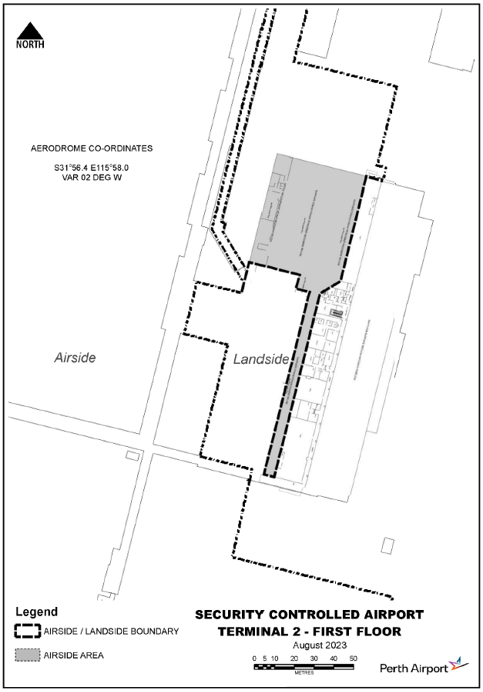 NORTH
AERODROME CO-ORDINATES
S31°56.4 E115°58.0
VAR 02 DEG W
Airside
Landside
Legend
AIRSIDE / LANDSIDE BOUNDARY
AIRSIDE AREA
SECURITY CONTROLLED AIRPORT
TERMINAL 2 - FIRST FLOOR
August 2023
0 5 10 20 30 40 50
METRES
Perth Airport